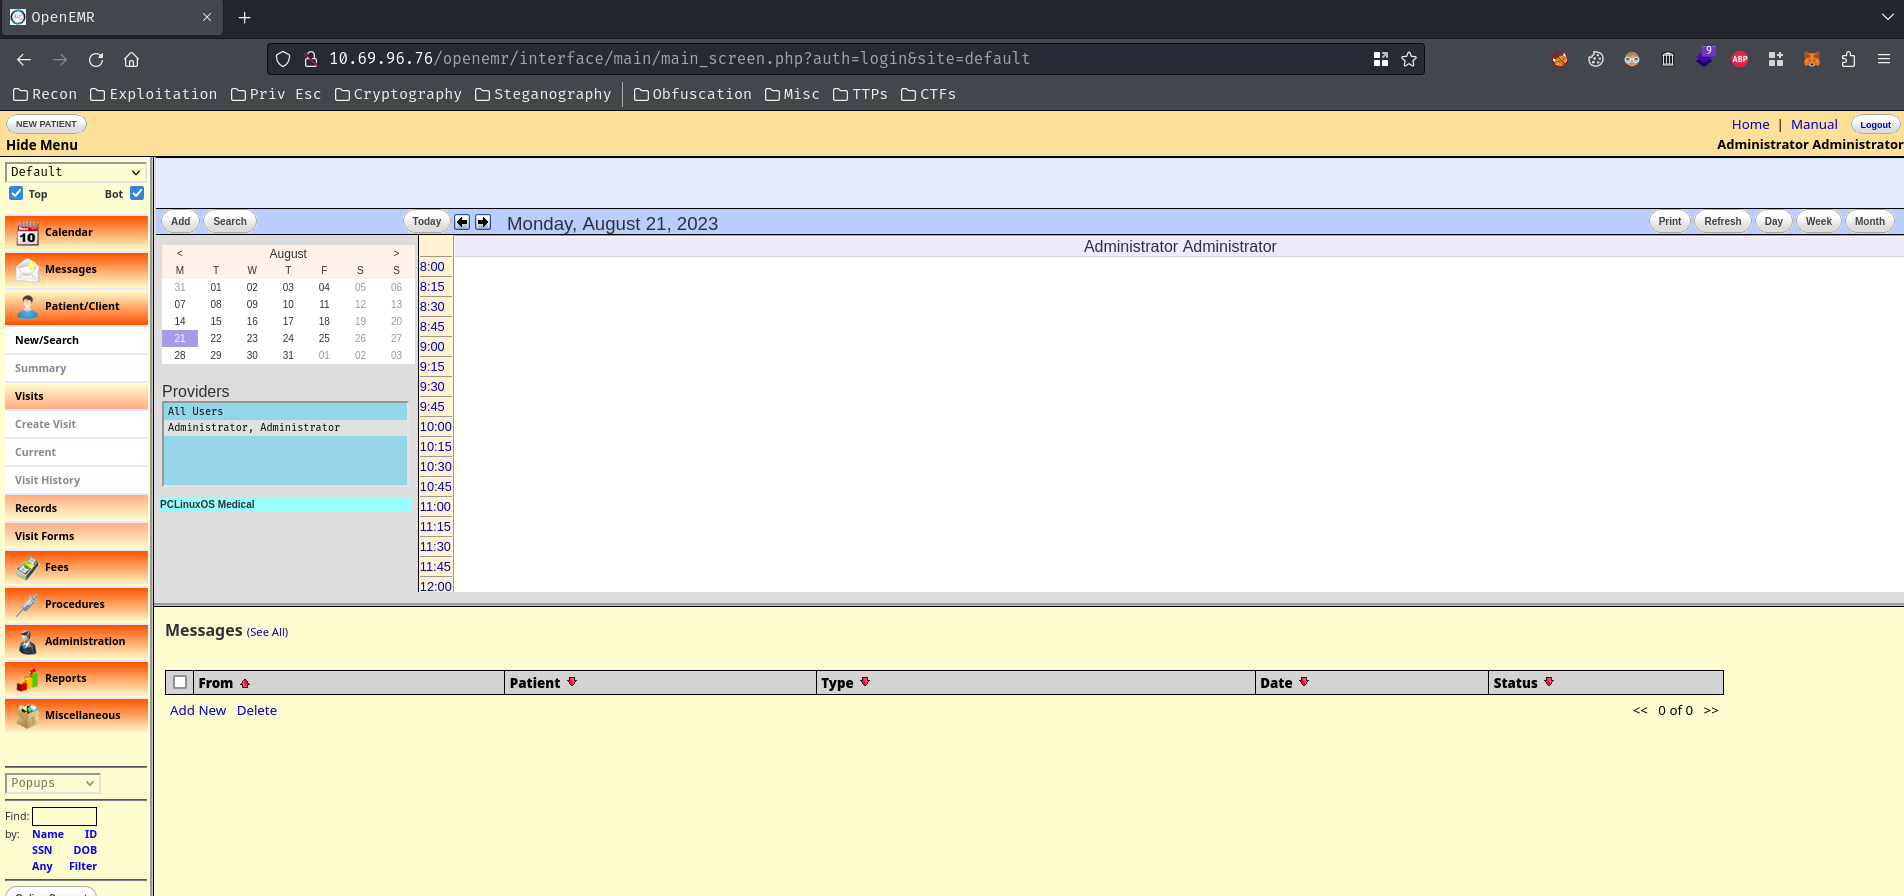 OpenEMR
10.69.96.76/openemr/interface/main/main_screen.php?auth=login&site=default
9
ABP
Recon Exploitation Priv Esc Cryptography Steganography Obfuscation Misc TTPs CTFs
NEW PATIENT
Home | Manual Logout
Hide Menu
Administrator Administrator
Default
Top Bot
Calendar
10
Messages
Patient/Client
New/Search
Summary
Visits
Create Visit
Current
Visit History
Records
Visit Forms
Fees
Procedures
Administration
Reports
Miscellaneous
Popups
Find:
by: Name ID
SSN DOB
Any Filter
Add Search Today Monday, August 21, 2023 Print Refresh Day Week Month
< August >
M T W T F S S
31 01 02 03 04 05 06
07 08 09 10 11 12 13
14 15 16 17 18 19 20
21 22 23 24 25 26 27
28 29 30 31 01 02 03
Providers
All Users
Administrator, Administrator
PCLinuxOS Medical
Administrator Administrator
8:00
8:15
8:30
8:45
9:00
9:15
9:30
9:45
10:00
10:15
10:30
10:45
11:00
11:15
11:30
11:45
12:00
Messages (See All)
From Patient Type Date Status
Add New Delete << 0 of 0 >>